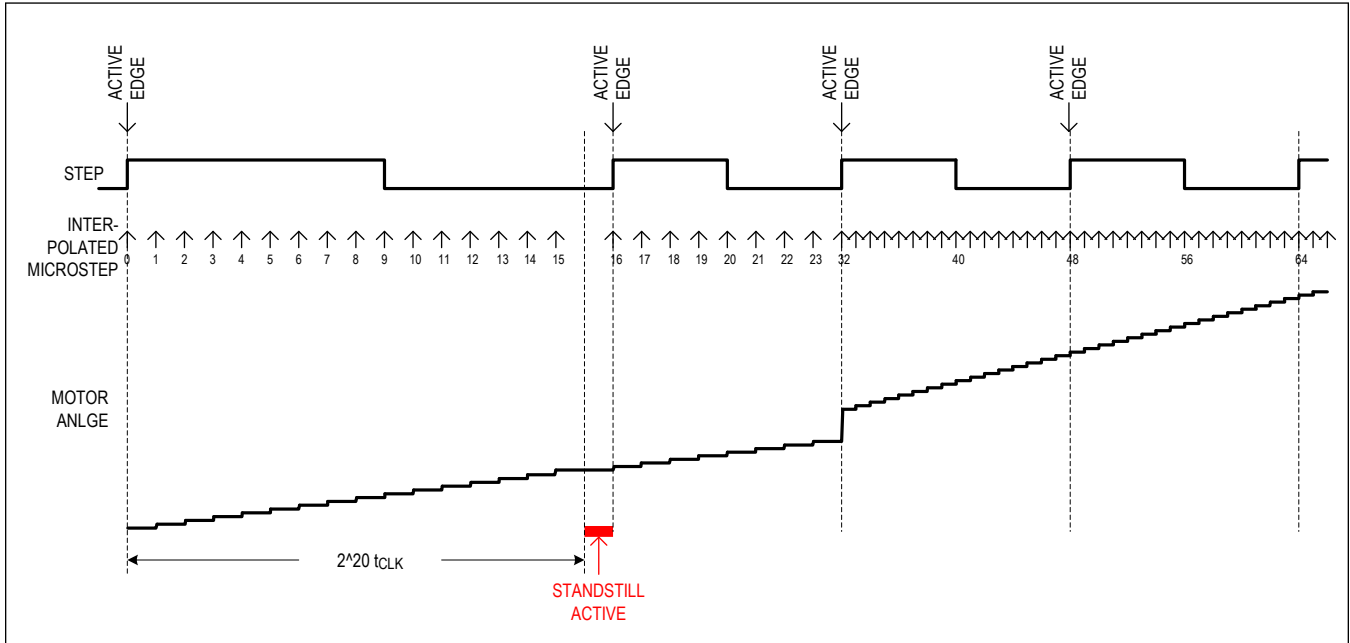 ACTIVE
EDGE
ACTIVE
EDGE
ACTIVE
EDGE
ACTIVE
EDGE
STEP
INTER-
POLATED
MICROSTEP
0 1 2 3 4 5 6 7 8 9 10 11 12 13 14 15 16 17 18 19 20 21 22 23 32 40 48 56 64
MOTOR
ANLGE
2^20 tCLK
STANDSTILL
ACTIVE